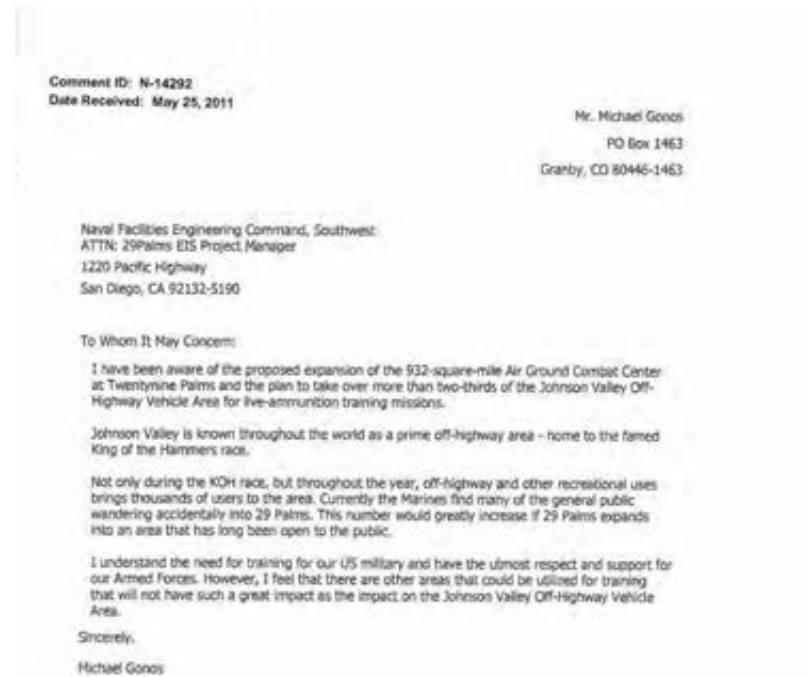 Comment ID: N-14292
Date Received: May 25, 2011
Mr. Michael Gonos
PO Box 1463
Granby, CO 80446-1463
Naval Facilities Engineering Command, Southwest
ATTN: 29Palms EIS Project Manager
1220 Pacific Highway
San Diego, CA 92132-5190
To Whom It May Concern:
I have been aware of the proposed expansion of the 932-square-mile Air Ground Combat Center
at Twentynine Palms and the plan to take over more than two-thirds of the Johnson Valley Off-
Highway Vehicle Area for live-ammunition training missions.
Johnson Valley is known throughout the world as a prime off-highway area - home to the famed
King of the Hammers race.
Not only during the KOH race, but throughout the year, off-highway and other recreational uses
brings thousands of users to the area. Currently the Marines find many of the general public
wandering accidentally into 29 Palms. This number would greatly increase if 29 Palms expands
into an area that has long been open to the public.
I understand the need for training for our US military and have the utmost respect and support for
our Armed Forces. However, I feel that there are other areas that could be utilized for training
that will not have such a great impact as the impact on the Johnson Valley Off-Highway Vehicle
Area.
Sincerely,
Michael Gonos